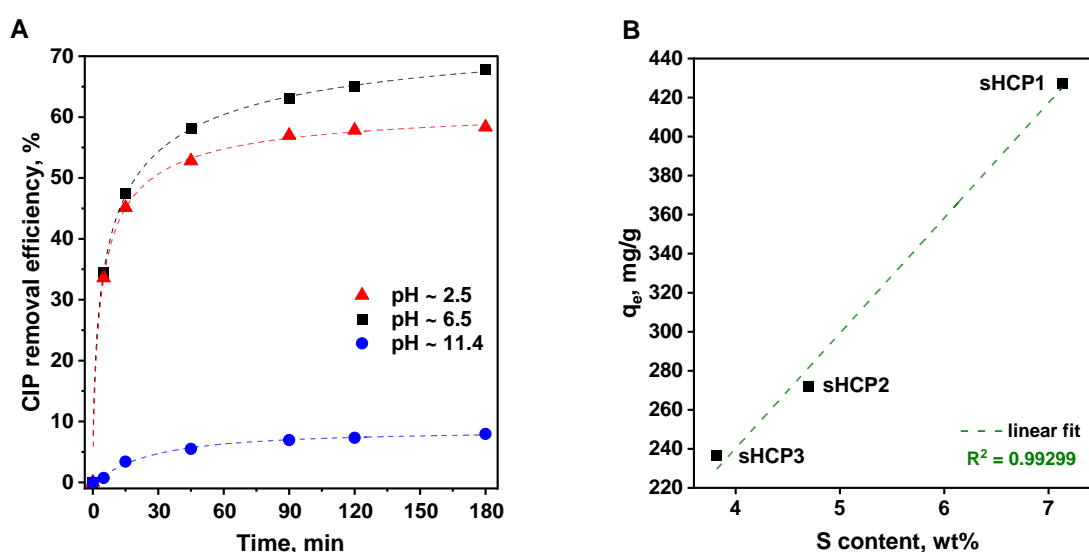 A
CIP removal efficiency, %
70
60
50
40
30
20
10
0
pH ~ 2.5
pH ~ 6.5
pH ~ 11.4
0 30 60 90 120 150 180
Time, min
B
qₑ, mg/g
440
420
400
380
360
340
320
300
280
260
240
220
sHCP1
sHCP2
sHCP3
linear fit
R² = 0.99299
4 5 6 7
S content, wt%